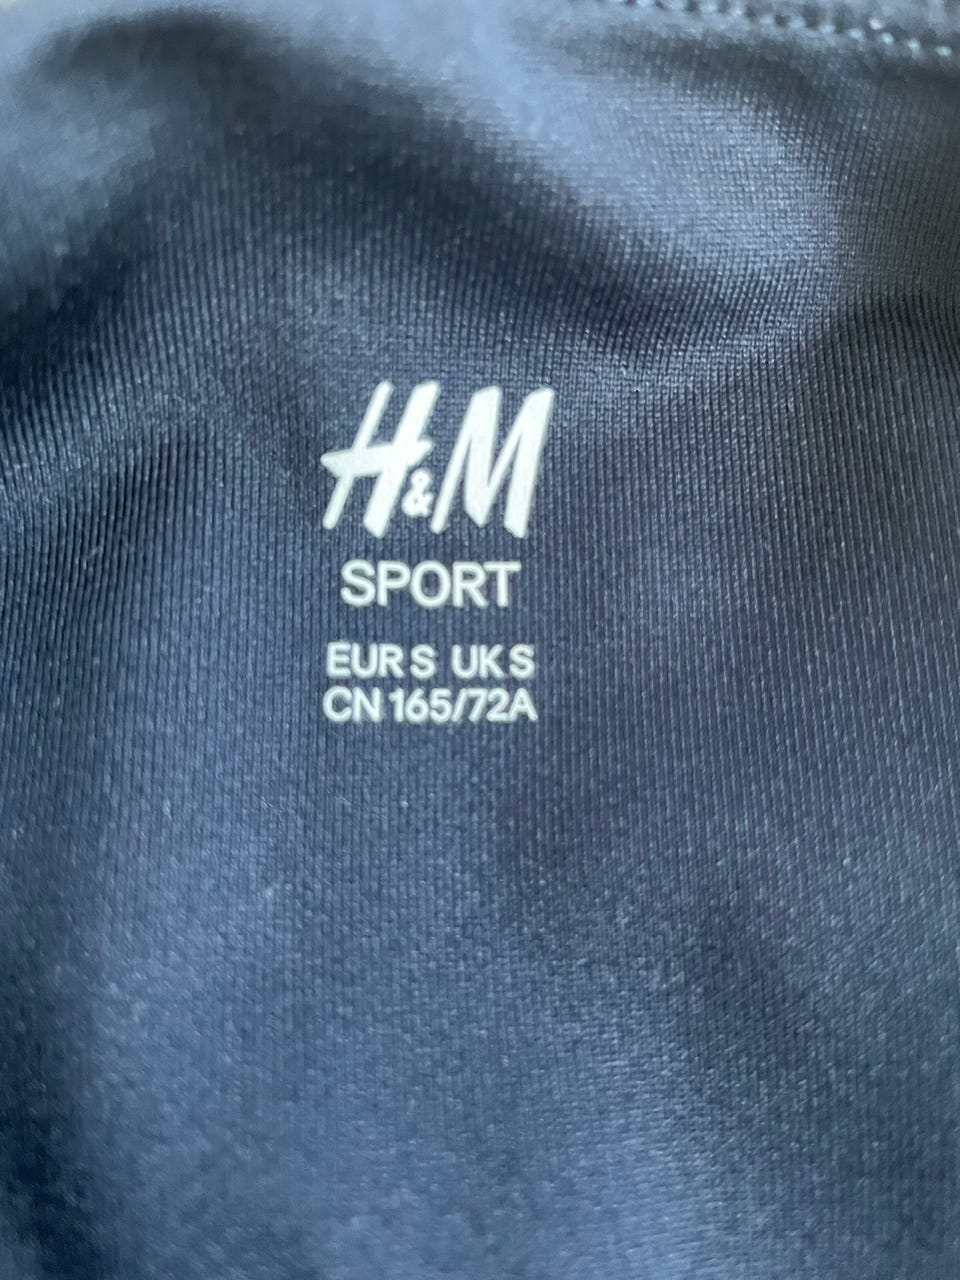 H&M
SPORT
EUR S UK S
CN 165/72A